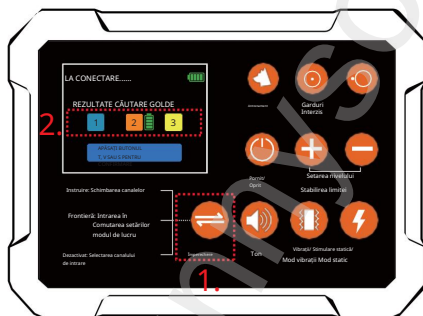 LA CONECTARE......
REZULTATE CĂUTARE GOLDE
2.
1 2 3
APĂSAȚI BUTONUL
T, V SAU S PENTRU
Garduri
Interzis
Pornit/
Oprit
Setarea nivelului
Stabilirea limitei
Instruire: Schimbarea canalelor
Frontieră: Intrarea în
Comutarea setărilor
modul de lucru
Dezactivat: Selectarea canalului
de intrare
Ton
Vibrații/ Stimulare statică/
Mod vibrații Mod static
1.